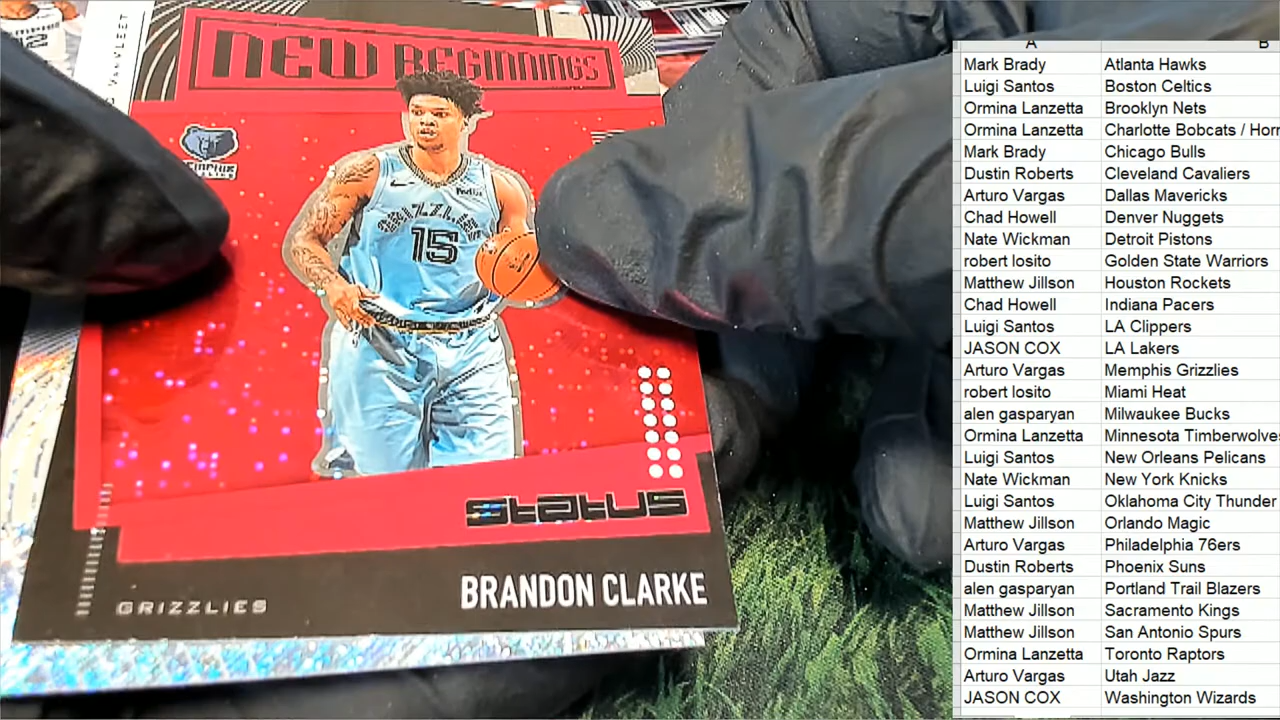 NEW BEGINNINGS
VANVLEET
GRIZZLIES
15
STATUS
BRANDON CLARKE
GRIZZLIES
A B
Mark Brady Atlanta Hawks
Luigi Santos Boston Celtics
Ormina Lanzetta Brooklyn Nets
Ormina Lanzetta Charlotte Bobcats / Horn
Mark Brady Chicago Bulls
Dustin Roberts Cleveland Cavaliers
Arturo Vargas Dallas Mavericks
Chad Howell Denver Nuggets
Nate Wickman Detroit Pistons
robert losito Golden State Warriors
Matthew Jillson Houston Rockets
Chad Howell Indiana Pacers
Luigi Santos LA Clippers
JASON COX LA Lakers
Arturo Vargas Memphis Grizzlies
robert losito Miami Heat
alen gasparyan Milwaukee Bucks
Ormina Lanzetta Minnesota Timberwolve
Luigi Santos New Orleans Pelicans
Nate Wickman New York Knicks
Luigi Santos Oklahoma City Thunder
Matthew Jillson Orlando Magic
Arturo Vargas Philadelphia 76ers
Dustin Roberts Phoenix Suns
alen gasparyan Portland Trail Blazers
Matthew Jillson Sacramento Kings
Matthew Jillson San Antonio Spurs
Ormina Lanzetta Toronto Raptors
Arturo Vargas Utah Jazz
JASON COX Washington Wizards